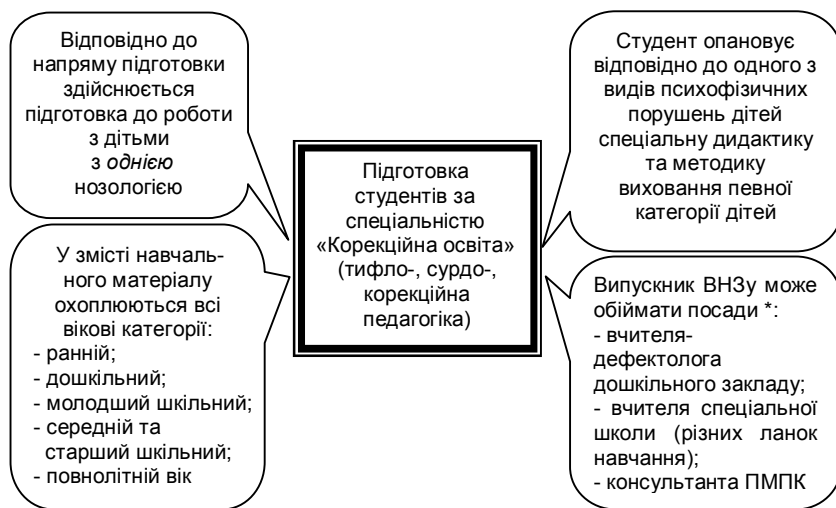 Відповідно до
напряму підготовки
здійснюється
підготовка до роботи
з дітьми
з однією
нозологією
Студент опановує
відповідно до одного з
видів психофізичних
порушень дітей
спеціальну дидактику
та методику
виховання певної
категорії дітей
Підготовка
студентів за
спеціальністю
«Корекційна освіта»
(тифло-, сурдо-,
корекційна
педагогіка)
У змісті навчаль-
ного матеріалу
охоплюються всі
вікові категорії:
- ранній;
- дошкільний;
- молодший шкільний;
- середній та
старший шкільний;
- повнолітній вік
Випускник ВНЗу може
обіймати посади *:
- вчителя-
дефектолога
дошкільного закладу;
- вчителя спеціальної
школи (різних ланок
навчання);
- консультанта ПМПК